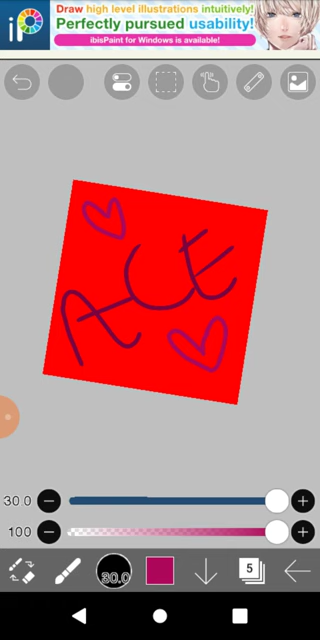 Draw high level illustrations intuitively!
Perfectly pursued usability!
ibisPaint for Windows is available!
ACE
30.0
100
30.0
5